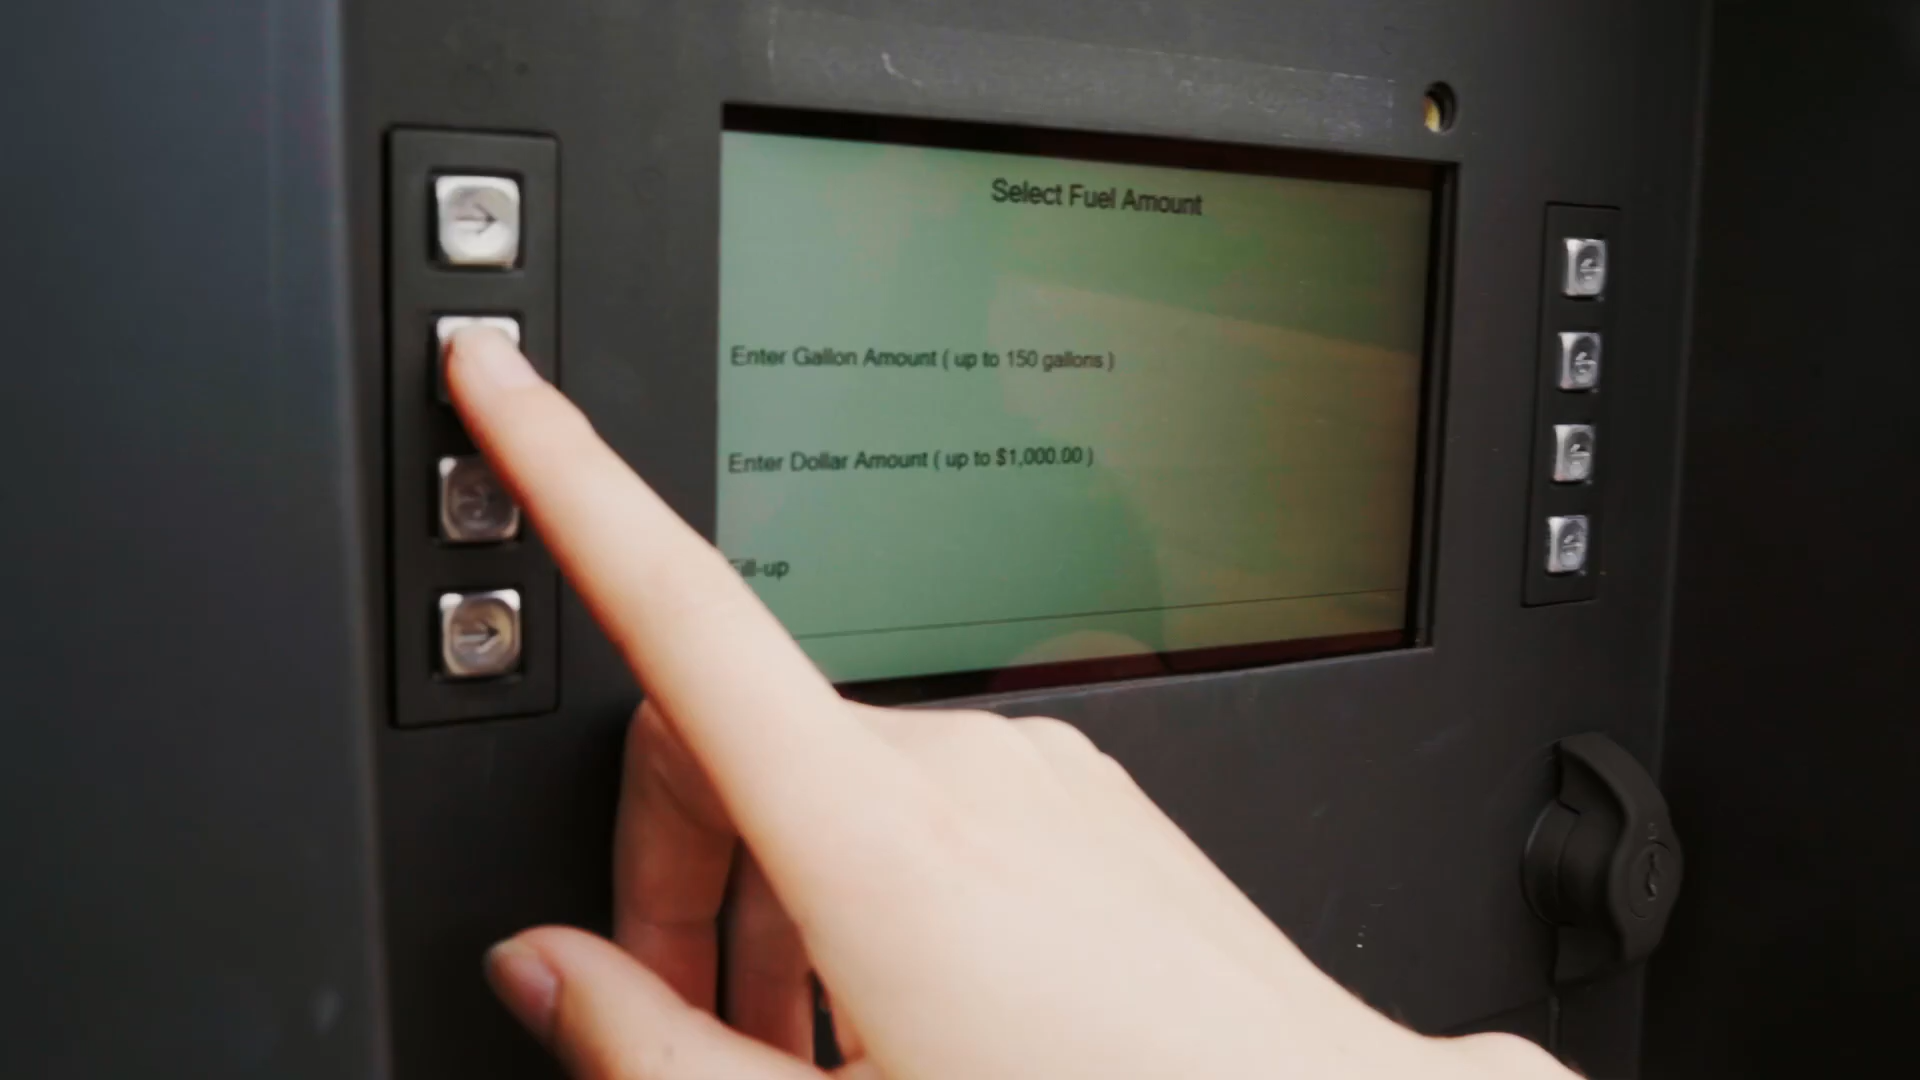 Select Fuel Amount
Enter Gallon Amount ( up to 150 gallons )
Enter Dollar Amount ( up to $1,000.00 )
Fill-up